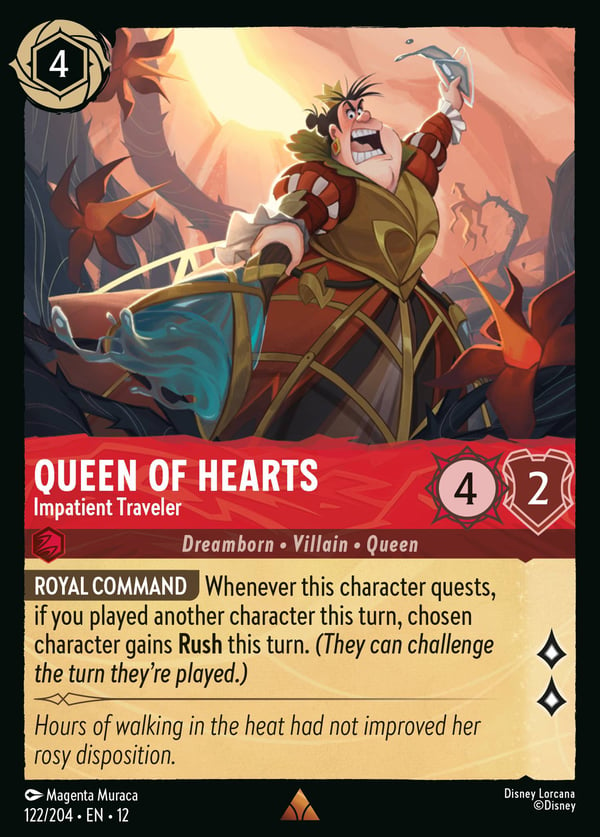 4
QUEEN OF HEARTS
Impatient Traveler
4
2
Dreamborn • Villain • Queen
ROYAL COMMAND Whenever this character quests,
if you played another character this turn, chosen
character gains Rush this turn. (They can challenge
the turn they're played.)
Hours of walking in the heat had not improved her
rosy disposition.
Magenta Muraca
122/204 • EN • 12
Disney Lorcana
©Disney